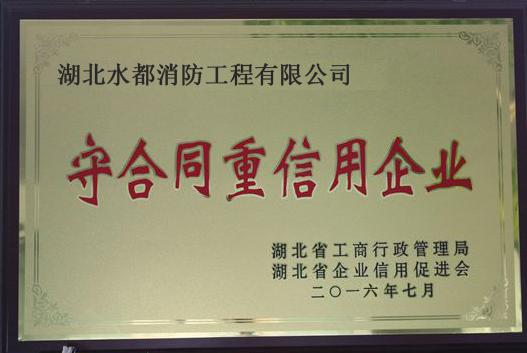 湖北水都消防工程有限公司
守合同重信用企业
湖北省工商行政管理局
湖北省企业信用促进会
二〇一六年七月